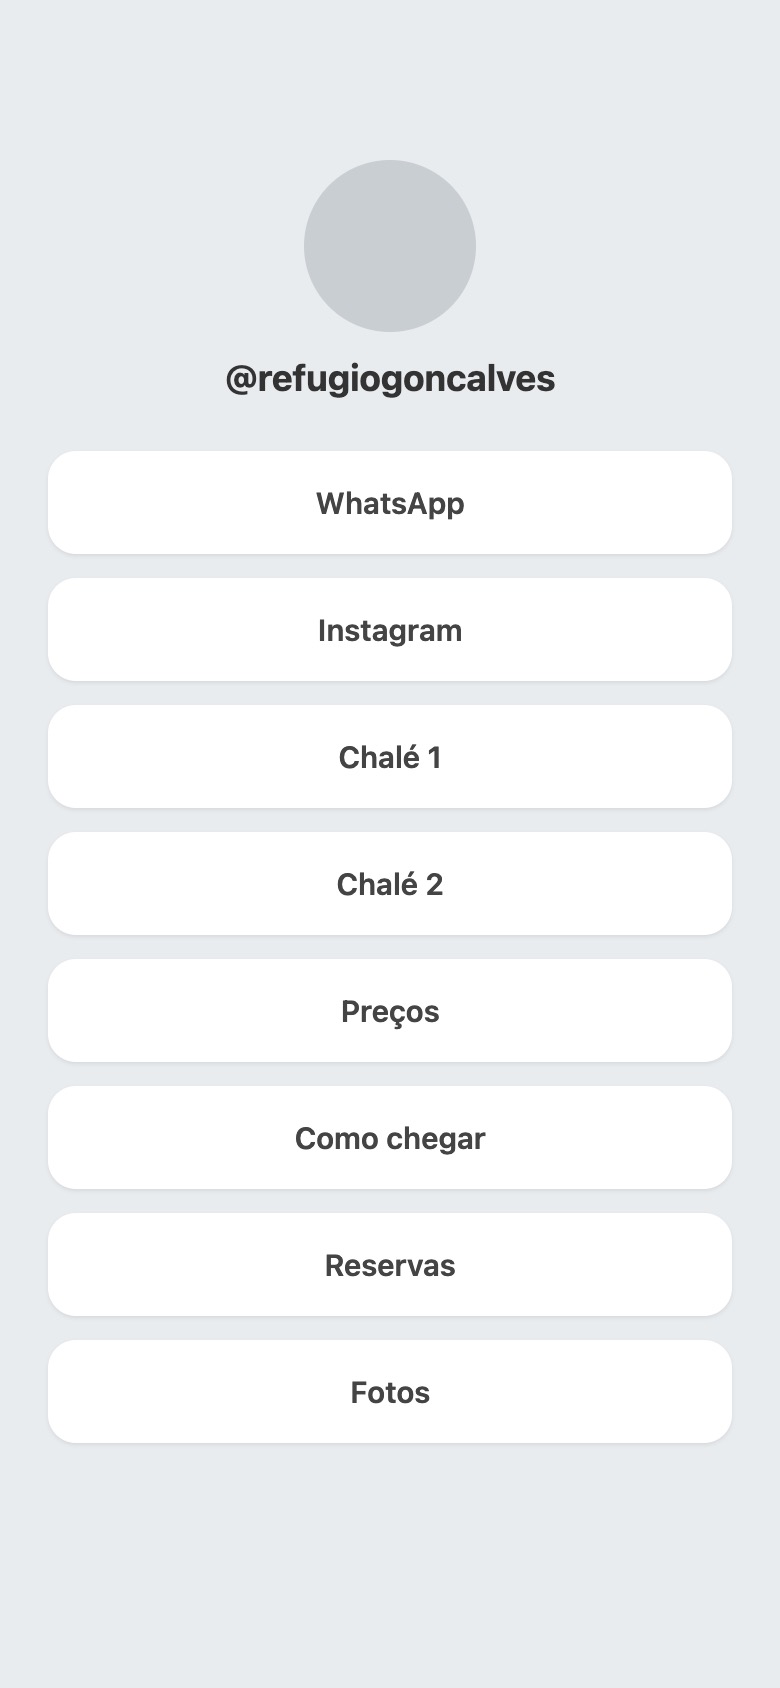 @refugiogoncalves
WhatsApp
Instagram
Chalé 1
Chalé 2
Preços
Como chegar
Reservas
Fotos